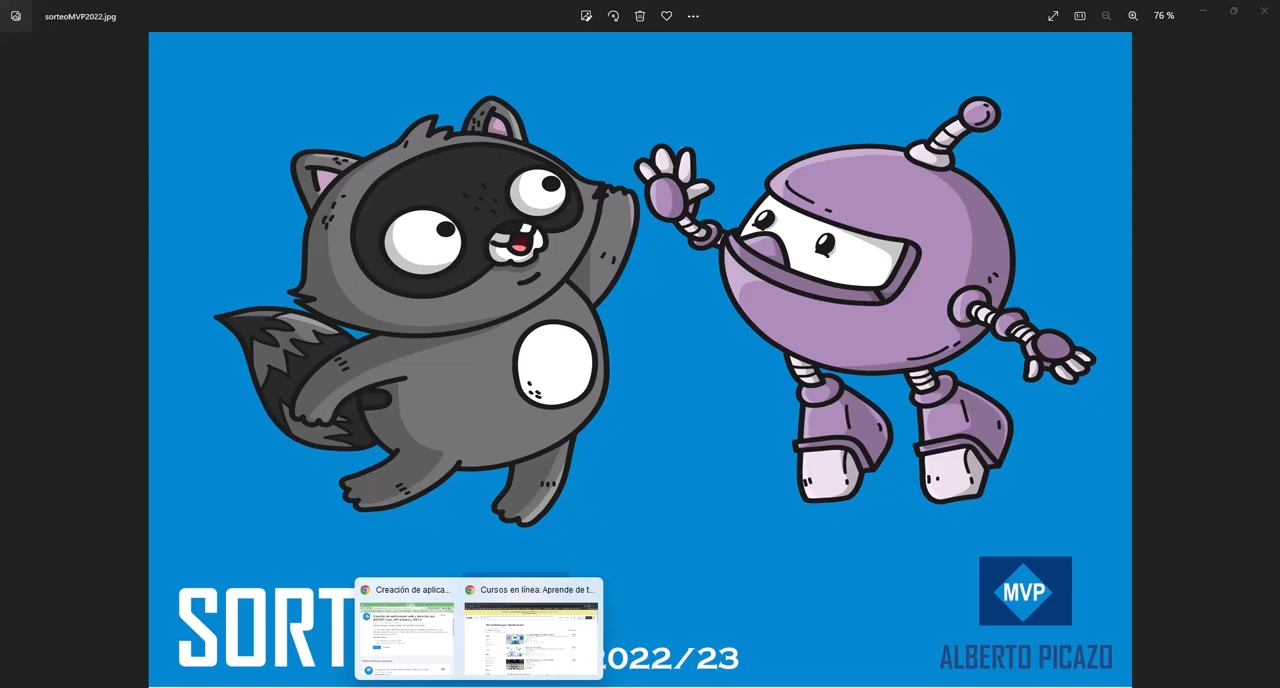 sorteoMVP2022.jpg
76 %
MVP
Creación de aplica...
Cursos en línea: Aprende de t...
SORT
2022/23
ALBERTO PICAZO